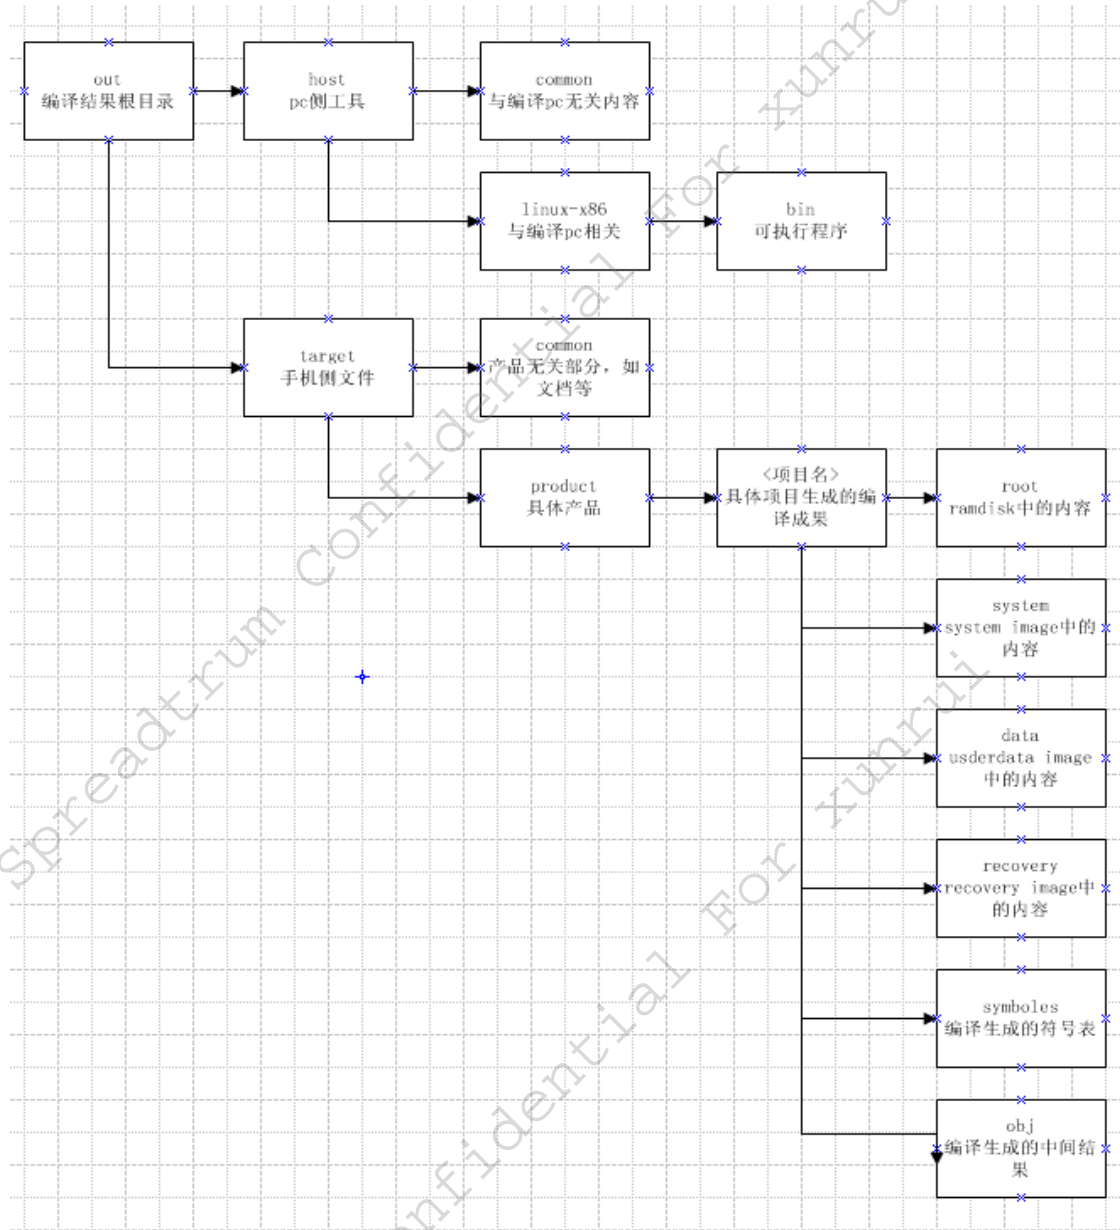 out
编译结果根目录
host
pc侧工具
common
与编译pc无关内容
linux-x86
与编译pc相关
bin
可执行程序
target
手机侧文件
common
产品无关部分，如
文档等
product
具体产品
<项目名>
具体项目生成的编
译成果
root
ramdisk中的内容
system
system image中的
内容
data
usderdata image
中的内容
recovery
recovery image中
的内容
symboles
编译生成的符号表
obj
编译生成的中间结
果
Spreadtrum Confidential For xunru
onfidential For xunrui